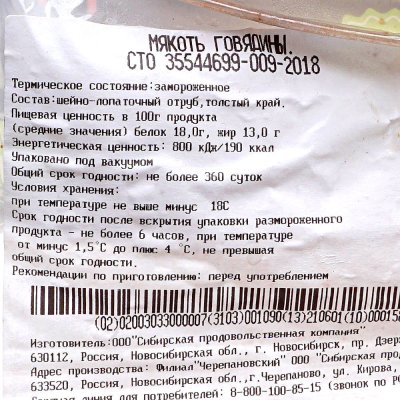 МЯКОТЬ ГОВЯДИНЫ.
СТО 35544699-009-2018
Термическое состояние:замороженное
Состав:шейно-лопаточный отруб,толстый край.
Пищевая ценность в 100г продукта
(средние значения) белок 18,0г, жир 13,0 г
Энергетическая ценность: 800 кДж/190 ккал
Упаковано под вакуумом
Общий срок годности: не более 360 суток
Условия хранения:
при температуре не выше минус 18С
Срок годности после вскрытия упаковки размороженного
продукта - не более 6 часов, при температуре
от минус 1,5°С до плюс 4 °С, не превышая
общий срок годности.
Рекомендации по приготовлению: перед употреблением
(02)02003033000007(3103)001090(13)210601(10)000158
Изготовитель:ООО"Сибирская продовольственная компания"
630112, Россия, Новосибирская обл., г. Новосибирск, пр. Дзер
Адрес производства: Филиал"Черепановский" ООО "Сибирская прод
633520, Россия, Новосибирская обл.,г.Черепаново, ул. Кирова,
Горячая линия для потребителей: 8-800-100-85-15 (звонок по Р